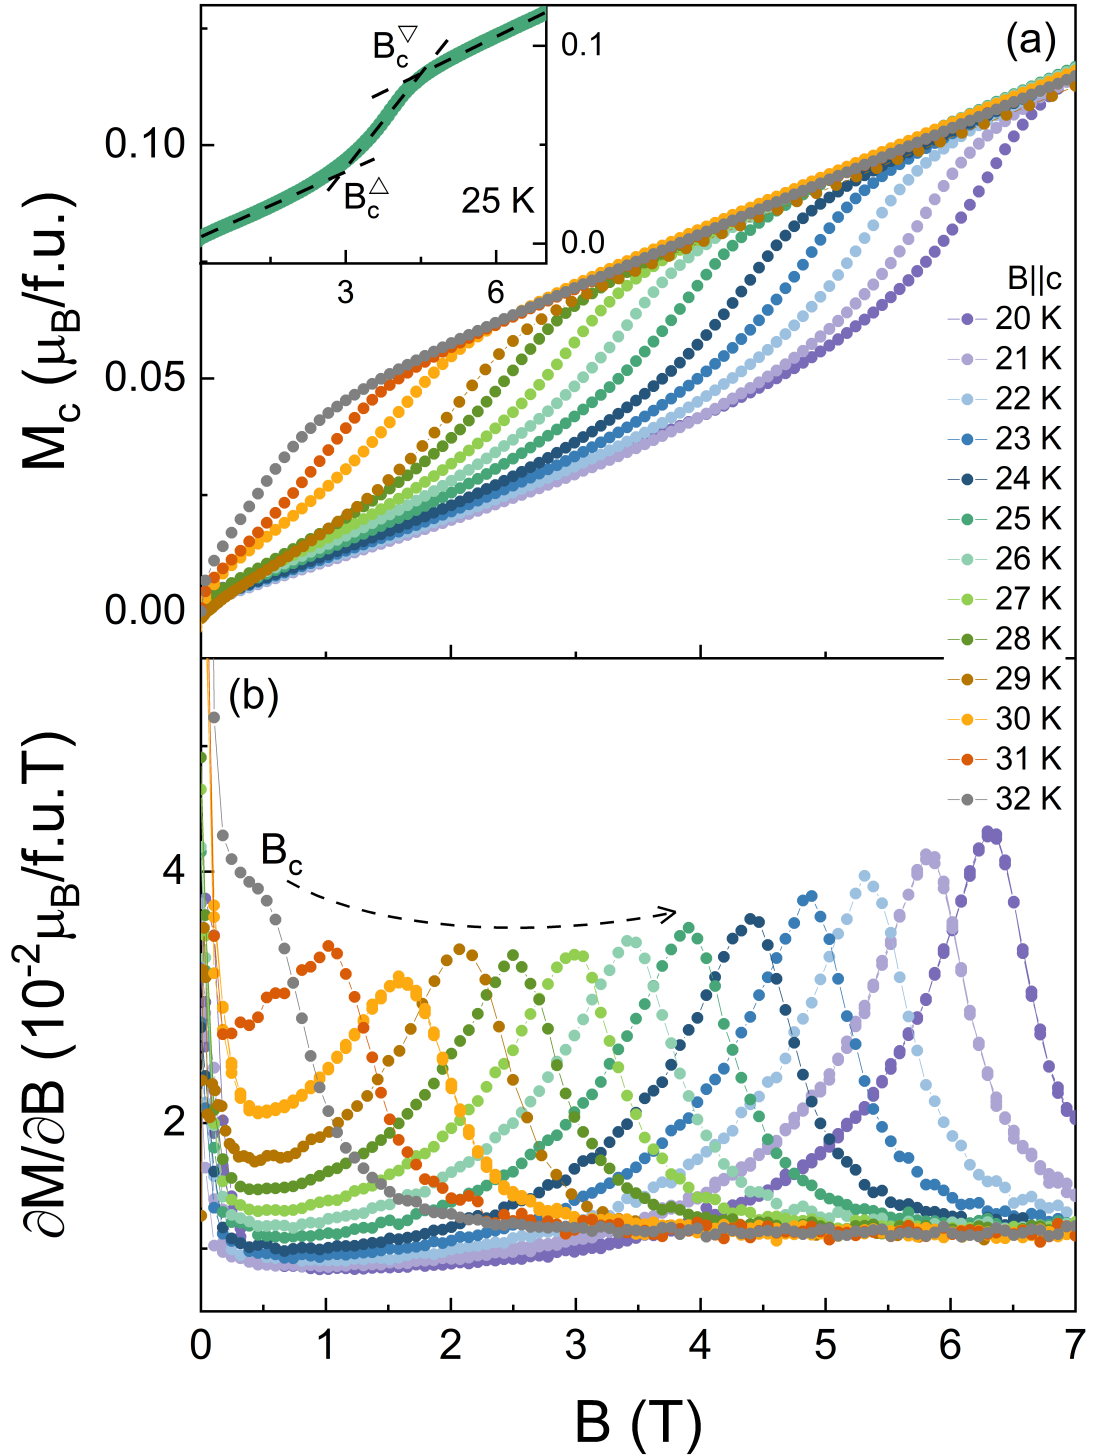 (a)
B_c^▽
B_c^△
25 K
0.1
0.0
3 6
0.10
0.05
0.00
M_c (μ_B/f.u.)
B||c
20 K
21 K
22 K
23 K
24 K
25 K
26 K
27 K
28 K
29 K
30 K
31 K
32 K
(b)
B_c
4
2
∂M/∂B (10^-2 μ_B/f.u.T)
0 1 2 3 4 5 6 7
B (T)